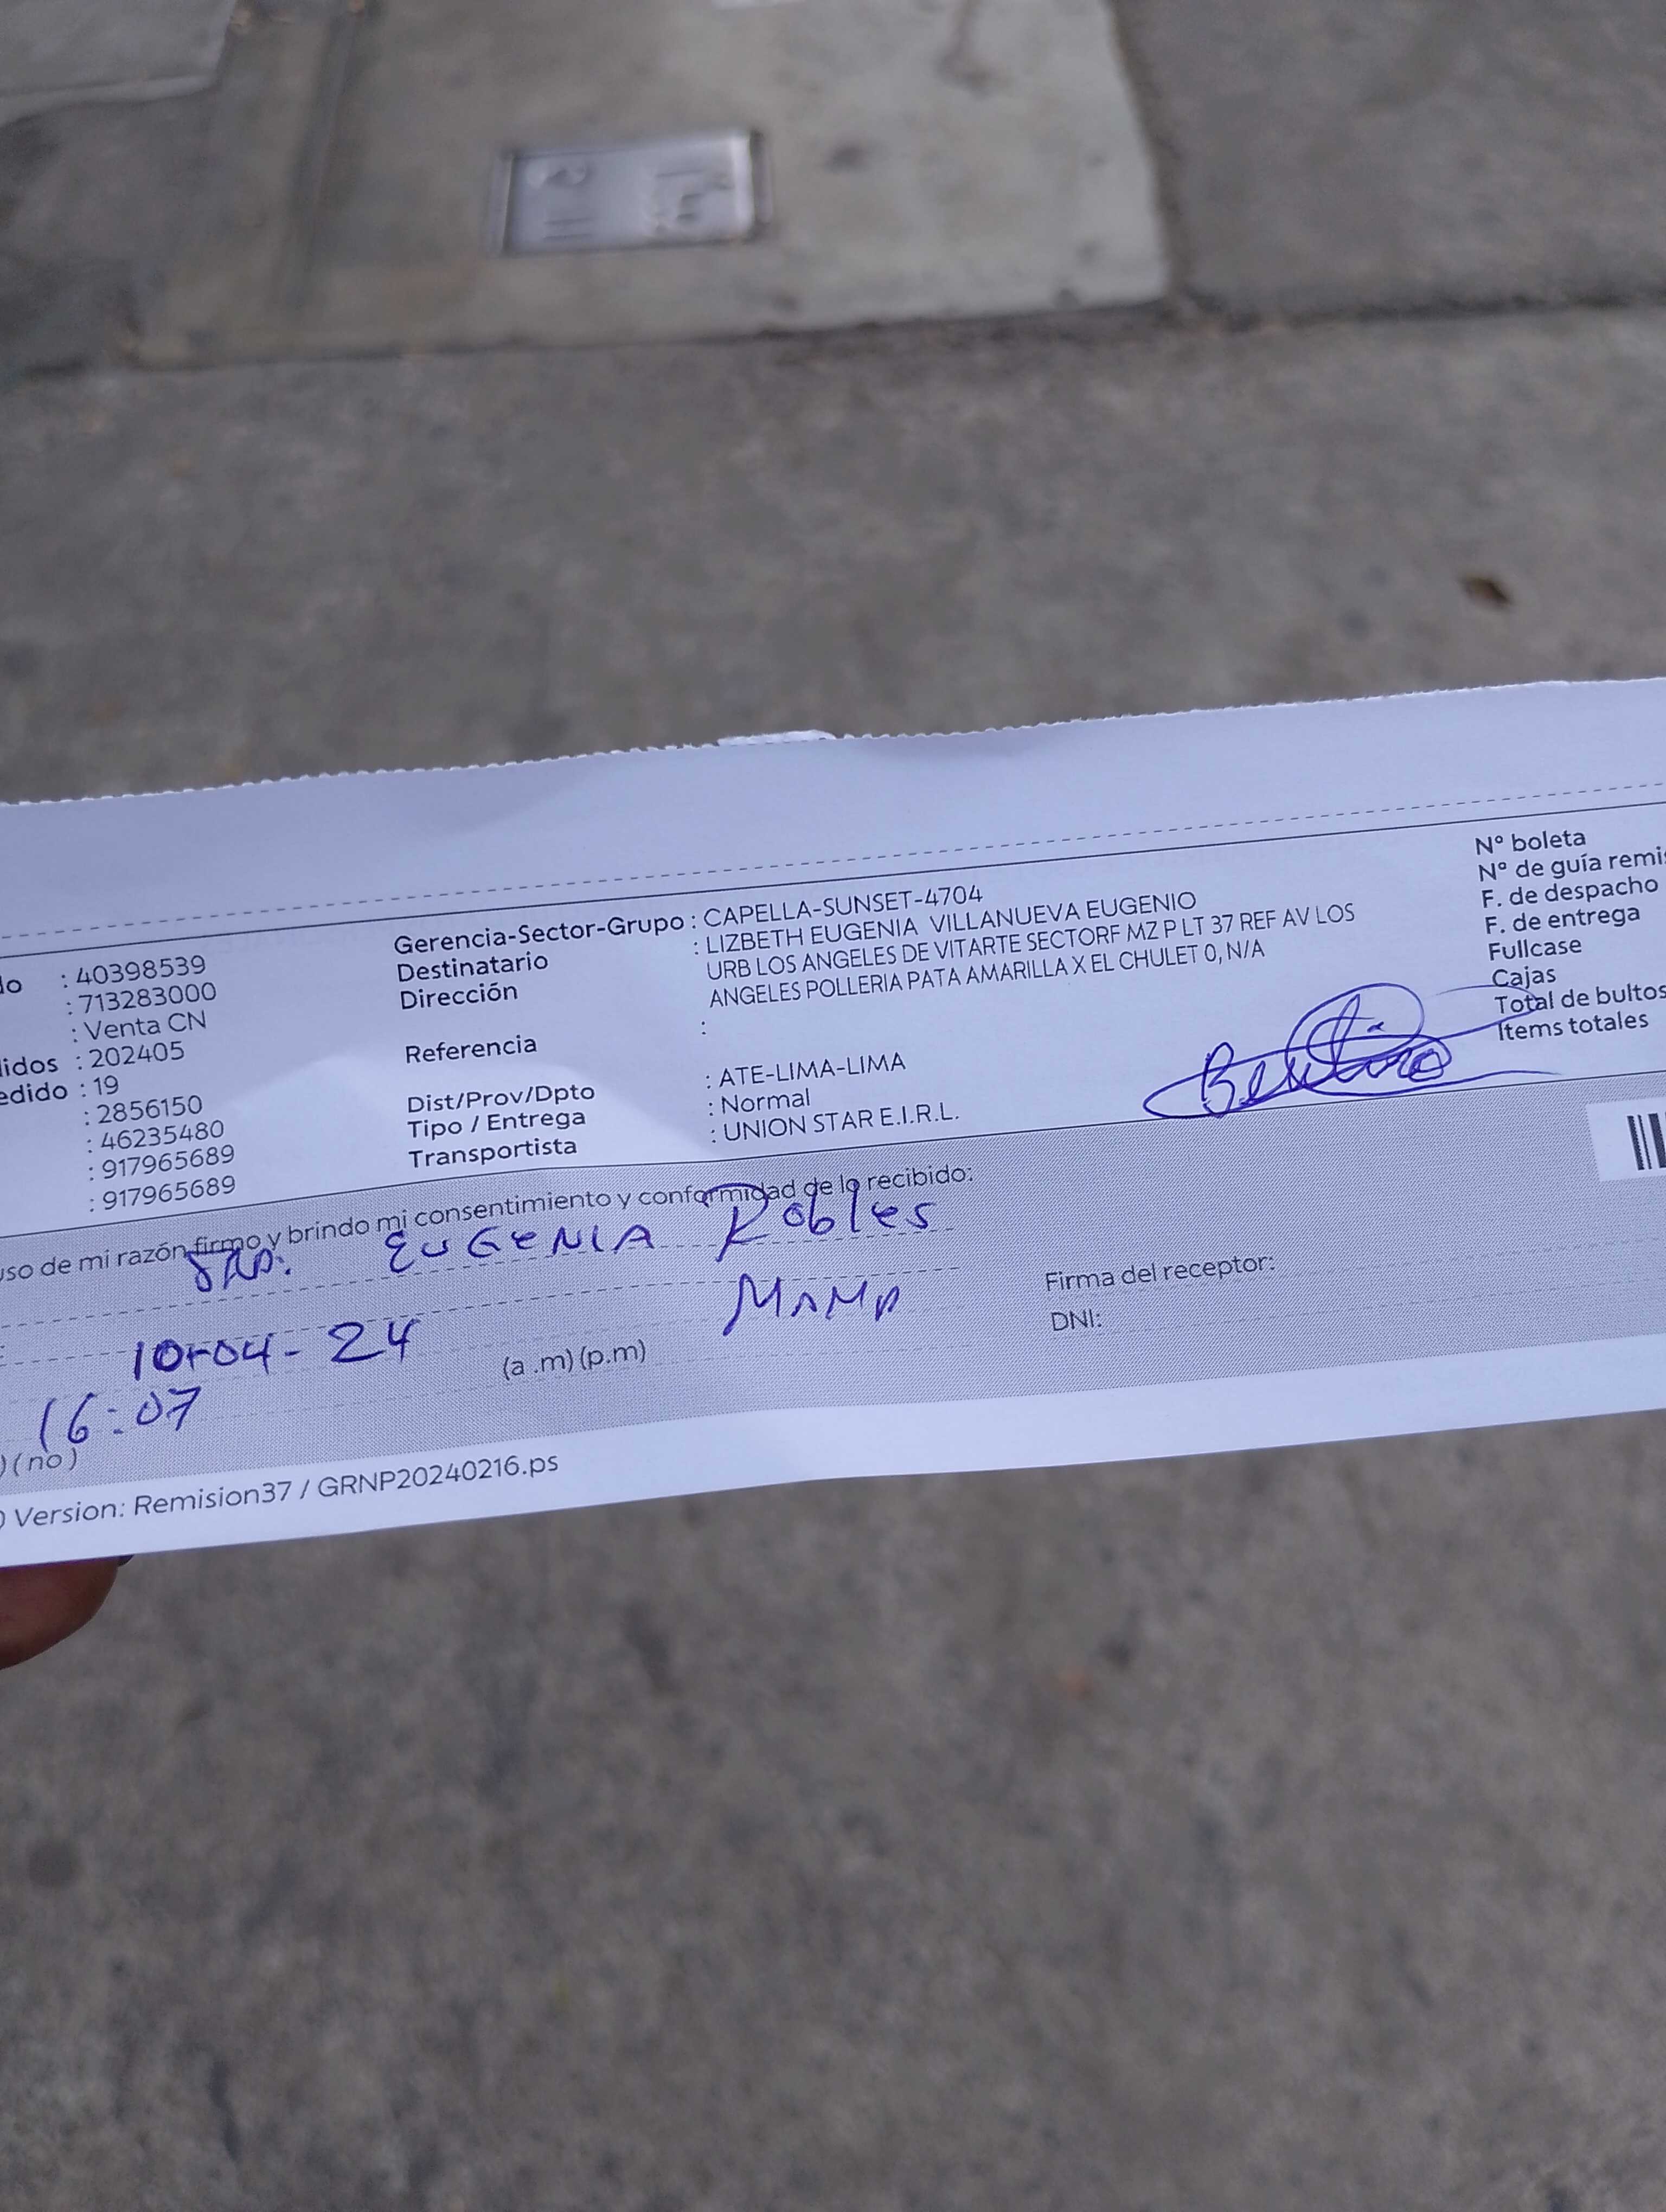 Gerencia-Sector-Grupo : CAPELLA-SUNSET-4704
Destinatario : LIZBETH EUGENIA VILLANUEVA EUGENIO
Dirección URB LOS ANGELES DE VITARTE SECTORF MZ P LT 37 REF AV LOS
ANGELES POLLERIA PATA AMARILLA X EL CHULET 0, N/A
Referencia :
Dist/Prov/Dpto : ATE-LIMA-LIMA
Tipo / Entrega : Normal
Transportista : UNION STAR E.I.R.L.
do : 40398539
: 713283000
: Venta CN
didos : 202405
edido : 19
: 2856150
: 46235480
: 917965689
: 917965689
N° boleta
N° de guía remis
F. de despacho
F. de entrega
Fullcase
Cajas
Total de bultos
Items totales
uso de mi razón firmo y brindo mi consentimiento y conformidad de lo recibido:
SRA. EUGENIA Robles
MAMA
10-04-24
16:07
(a .m) (p.m)
Firma del receptor:
DNI:
) (no)
) Version: Remision37 / GRNP20240216.ps